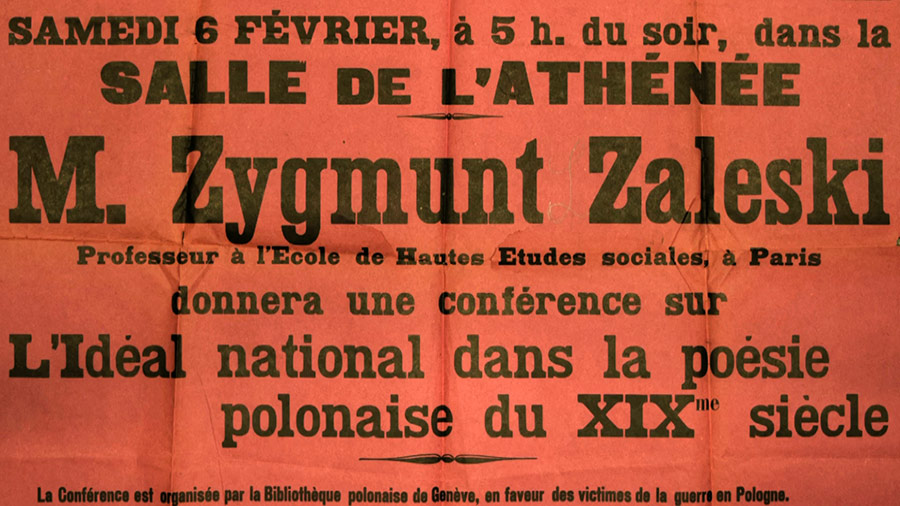 SAMEDI 6 FÉVRIER, à 5 h. du soir, dans la
SALLE DE L'ATHÉNÉE
M. Zygmunt Zaleski
Professeur à l'Ecole de Hautes Etudes sociales, à Paris
donnera une conférence sur
L'Idéal national dans la poésie
polonaise du XIXme siècle
La Conférence est organisée par la Bibliothèque polonaise de Genève, en faveur des victimes de la guerre en Pologne.